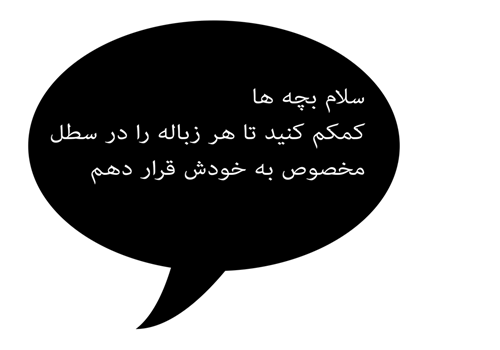 سلام بچه ها
کمکم کنید تا هر زباله را در سطل
مخصوص به خودش قرار دهم